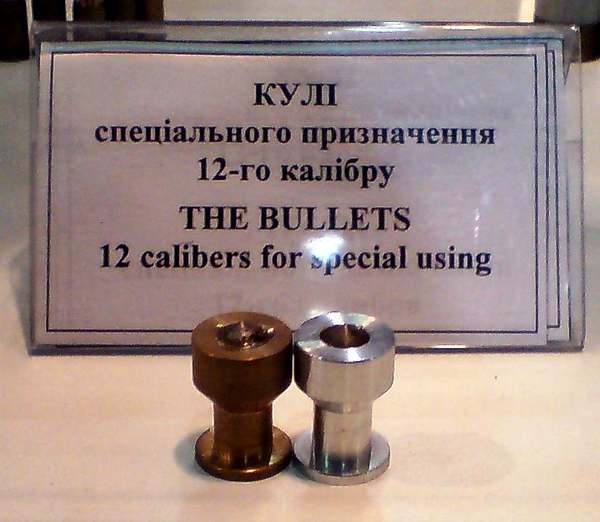 КУЛІ
спеціального призначення
12-го калібру
THE BULLETS
12 calibers for special using